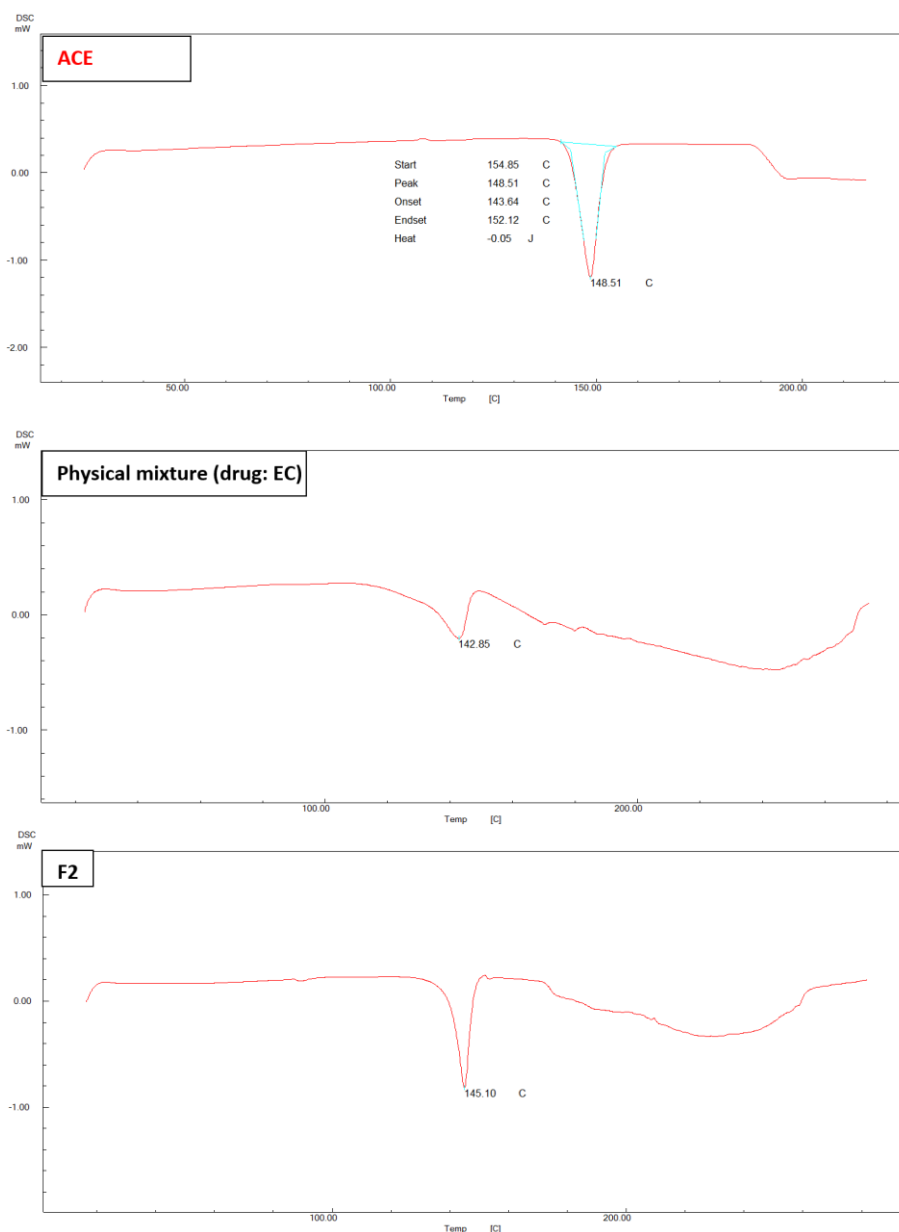 DSC
mW
ACE
1.00
0.00
-1.00
-2.00
Start 154.85 C
Peak 148.51 C
Onset 143.64 C
Endset 152.12 C
Heat -0.05 J
148.51 C
50.00 100.00 150.00 200.00
Temp [C]
DSC
mW
Physical mixture (drug: EC)
1.00
0.00
-1.00
142.85 C
100.00 200.00
Temp [C]
DSC
mW
F2
1.00
0.00
-1.00
145.10 C
100.00 200.00
Temp [C]